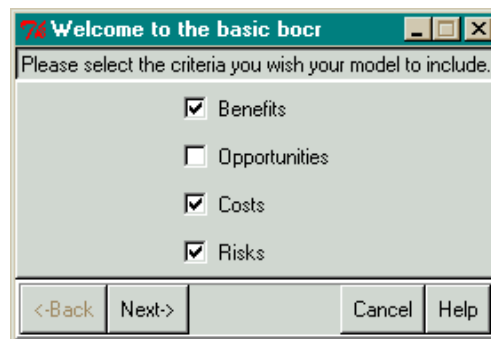 Welcome to the basic bocr
Please select the criteria you wish your model to include.
Benefits
Opportunities
Costs
Risks
<-Back Next-> Cancel Help